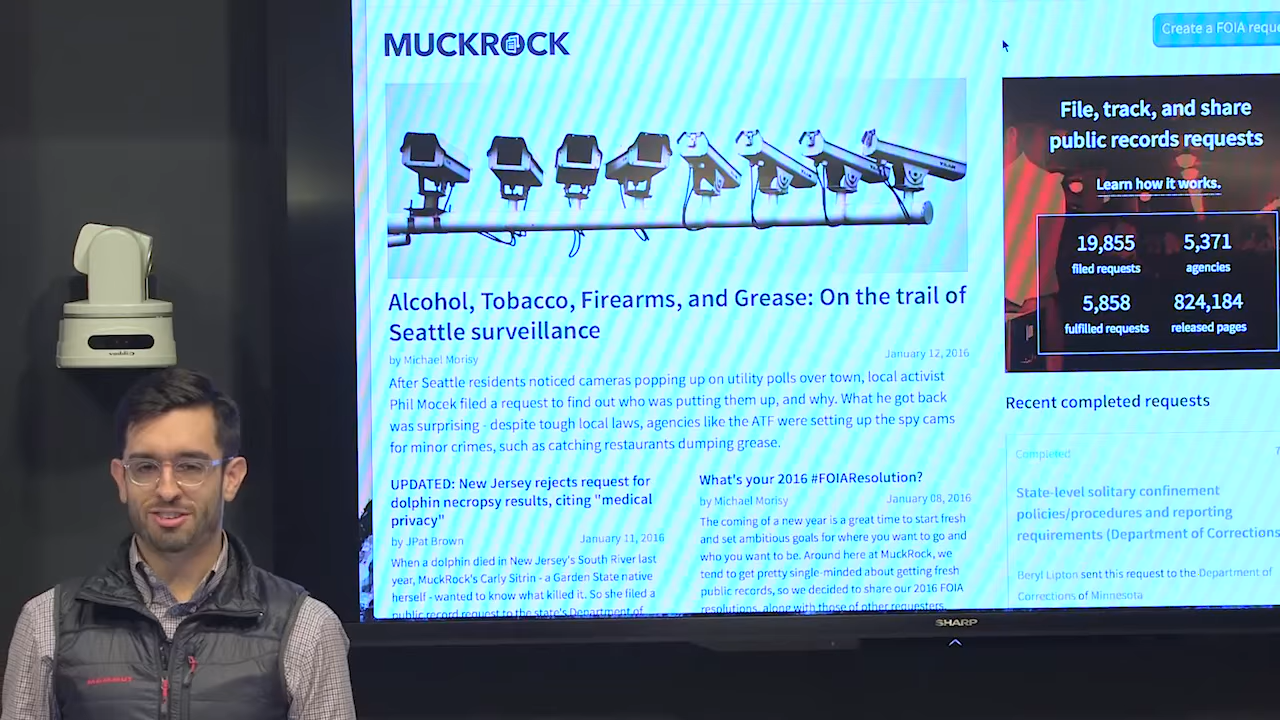 MUCKROCK
Create a FOIA reque
File, track, and share
public records requests
Learn how it works.
19,855
5,371
filed requests
agencies
5,858
824,184
fulfilled requests
released pages
Alcohol, Tobacco, Firearms, and Grease: On the trail of
Seattle surveillance
by Michael Morisy
January 12, 2016
After Seattle residents noticed cameras popping up on utility polls over town, local activist
Phil Mocek filed a request to find out who was putting them up, and why. What he got back
was surprising - despite tough local laws, agencies like the ATF were setting up the spy cams
for minor crimes, such as catching restaurants dumping grease.
UPDATED: New Jersey rejects request for
dolphin necropsy results, citing "medical
privacy"
by JPat Brown
January 11, 2016
When a dolphin died in New Jersey's South River last
year, MuckRock's Carly Sitrin - a Garden State native
herself - wanted to know what killed it. So she filed a
public record request to the state's Department of
What's your 2016 #FOIAResolution?
by Michael Morisy
January 08, 2016
The coming of a new year is a great time to start fresh
and set ambitious goals for where you want to go and
who you want to be. Around here at MuckRock, we
tend to get pretty single-minded about getting fresh
public records, so we decided to share our 2016 FOIA
resolutions, along with those of other requesters.
Recent completed requests
Completed
State-level solitary confinement
policies/procedures and reporting
requirements (Department of Corrections
Beryl Lipton sent this request to the Department of
Corrections of Minnesota
SHARP
vaddio
MAMMUT